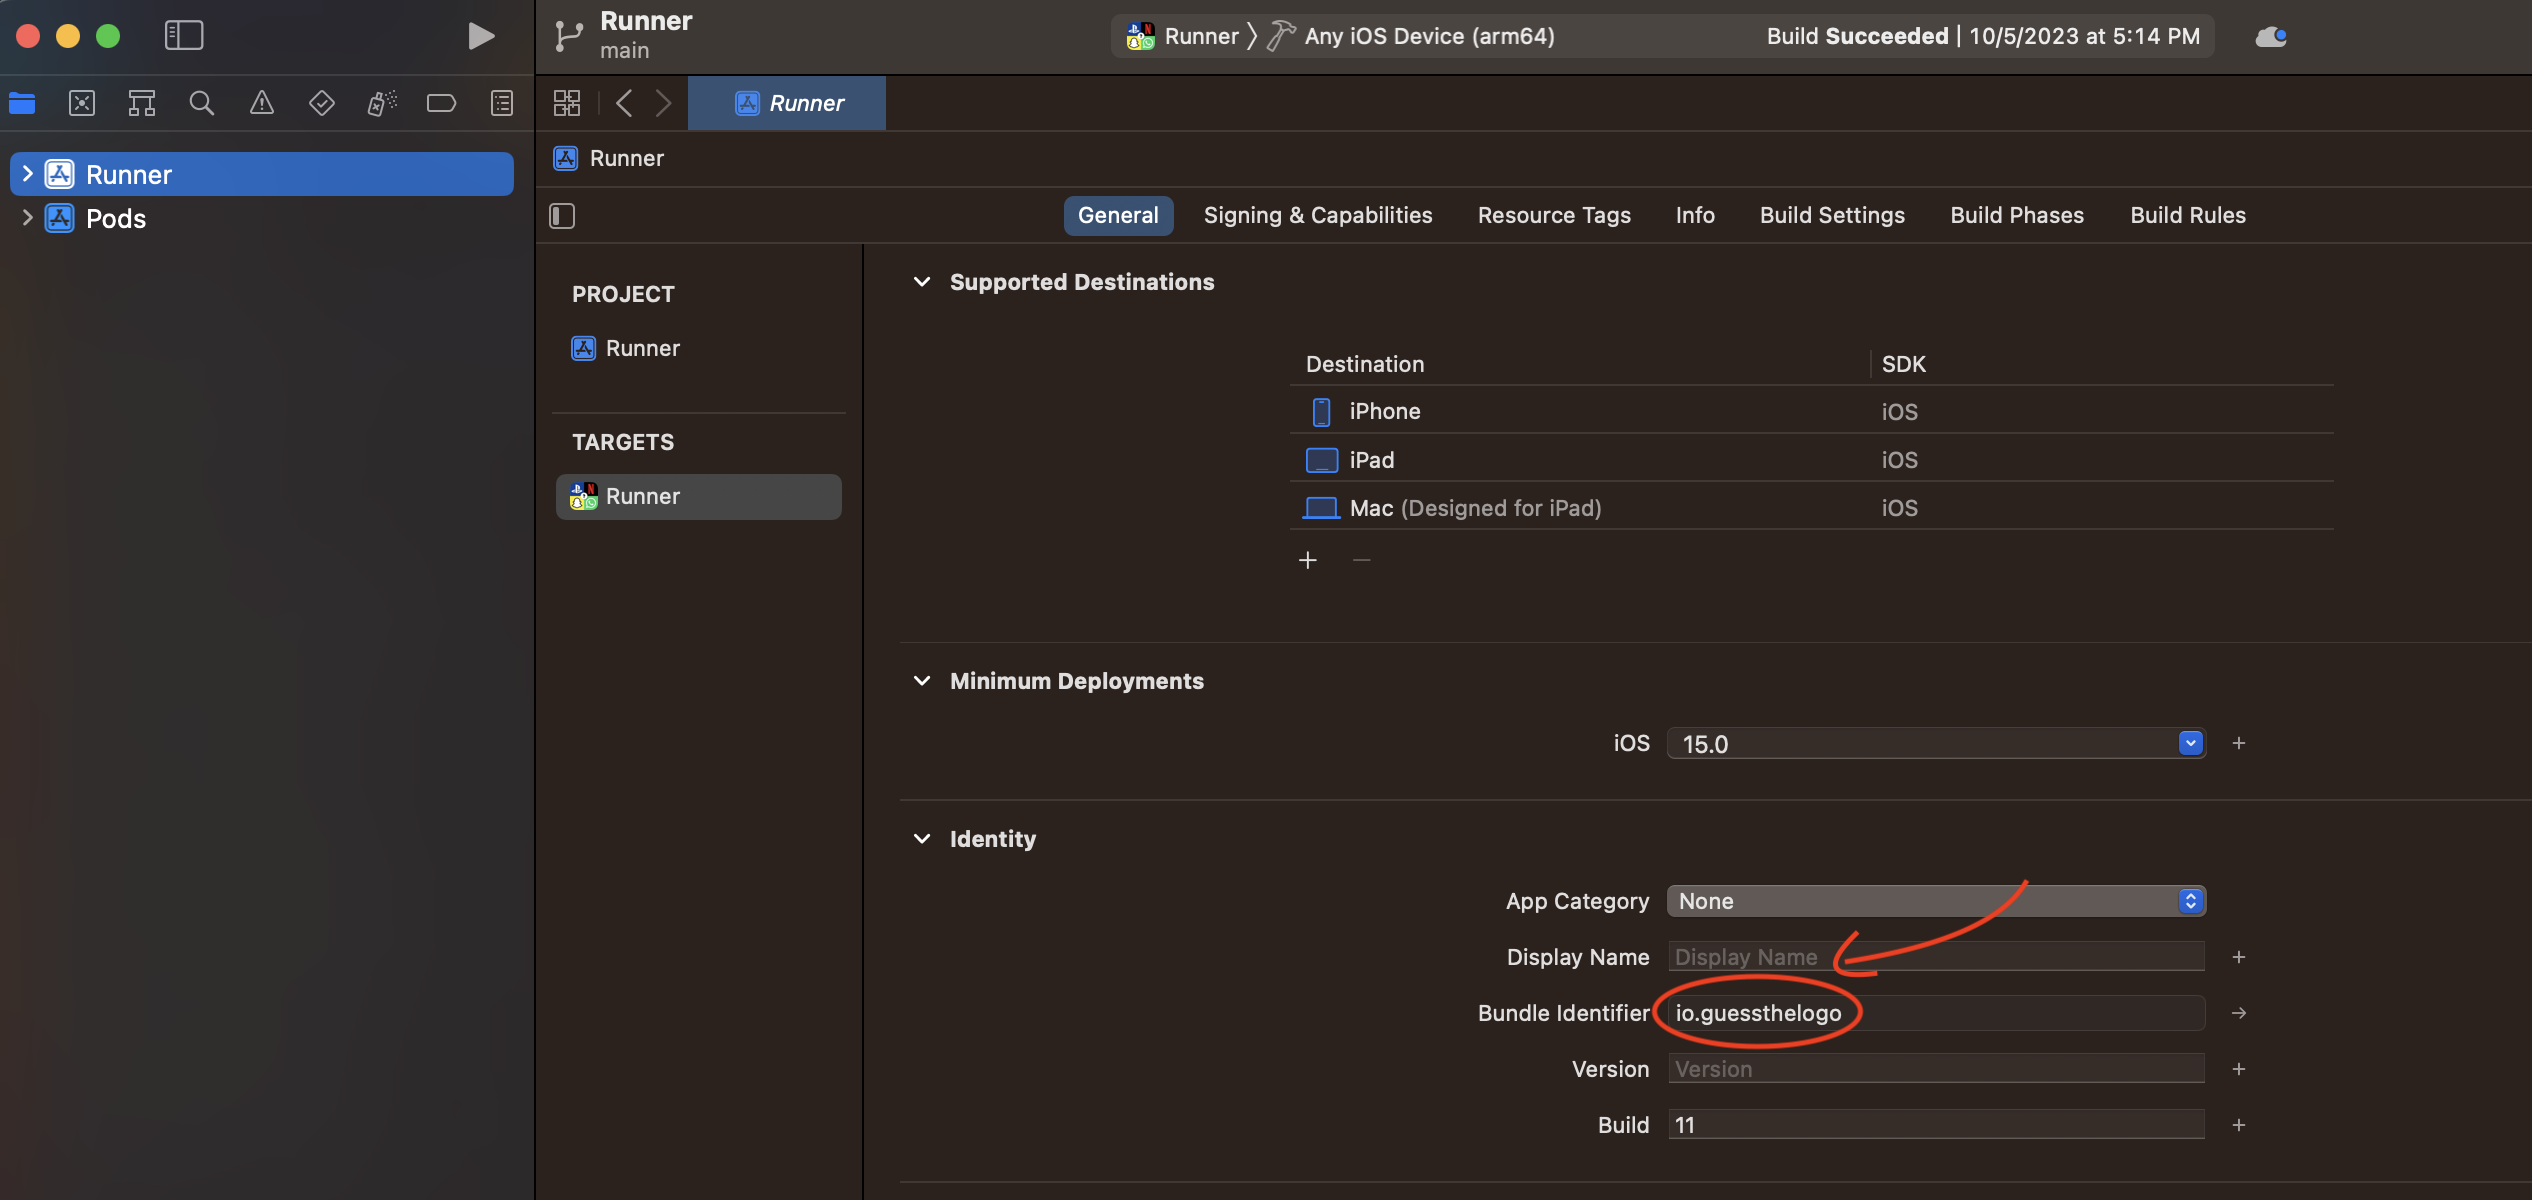 Runner
main
Runner 〉 Any iOS Device (arm64)
Build Succeeded | 10/5/2023 at 5:14 PM
Runner
Pods
Runner
Runner
General
Signing & Capabilities
Resource Tags
Info
Build Settings
Build Phases
Build Rules
PROJECT
Runner
TARGETS
Runner
Supported Destinations
Destination SDK
iPhone iOS
iPad iOS
Mac (Designed for iPad) iOS
Minimum Deployments
iOS 15.0
Identity
App Category None
Display Name Display Name
Bundle Identifier io.guessthelogo
Version Version
Build 11